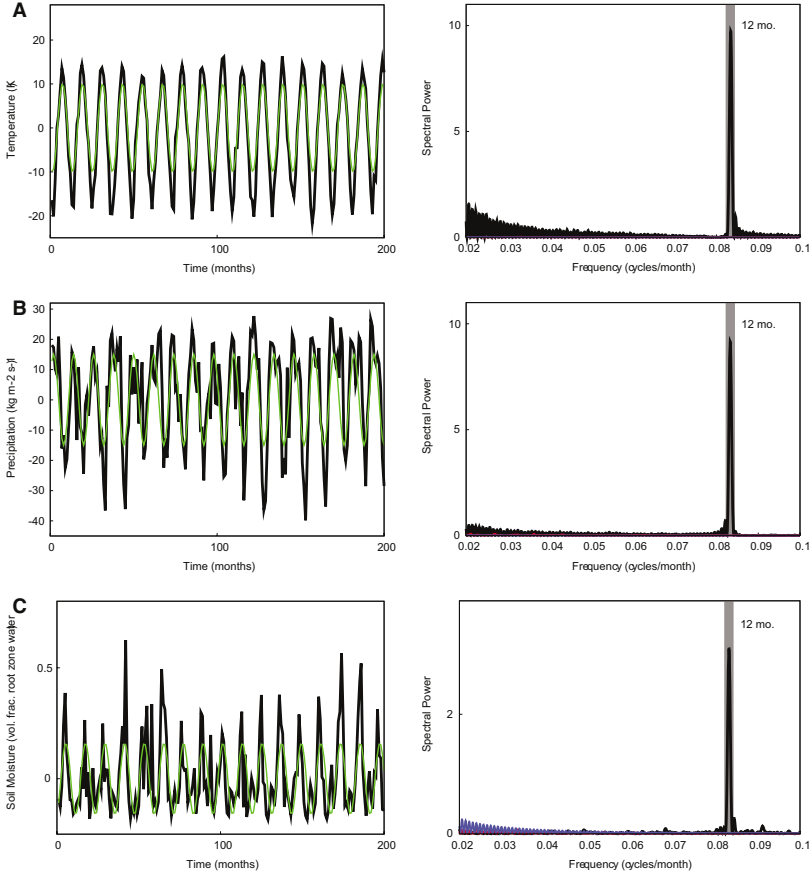 A
20
10
0
-10
-20
Temperature (K)
0
100
200
Time (months)
10
5
0
Spectral Power
12 mo.
0.02 0.03 0.04 0.05 0.06 0.07 0.08 0.09 0.1
Frequency (cycles/month)
B
30
20
10
0
-10
-20
-30
-40
Precipitation (kg m-2 s-)1
0
100
200
Time (months)
10
5
0
Spectral Power
12 mo.
0.02 0.03 0.04 0.05 0.06 0.07 0.08 0.09 0.1
Frequency (cycles/month)
C
0.5
0
Soil Moisture (vol. frac. root zone water
0
100
200
Time (months)
2
0
Spectral Power
12 mo.
0.02 0.03 0.04 0.05 0.06 0.07 0.08 0.09 0.1
Frequency (cycles/month)